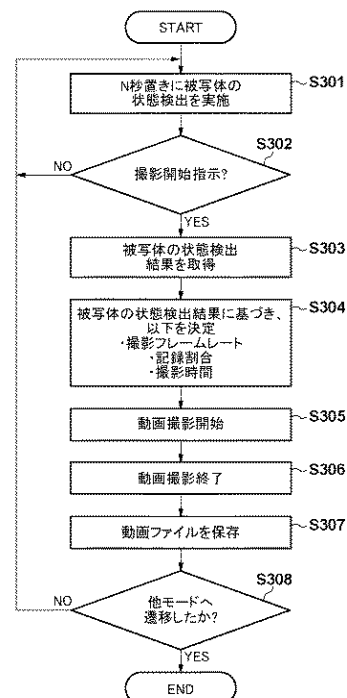 START
N秒置きに被写体の
状態検出を実施
S301
S302
撮影開始指示?
NO
YES
被写体の状態検出
結果を取得
S303
S304
被写体の状態検出結果に基づき、
以下を決定
・撮影フレームレート
・記録割合
・撮影時間
動画撮影開始
S305
動画撮影終了
S306
動画ファイルを保存
S307
S308
他モードへ
遷移したか?
NO
YES
END